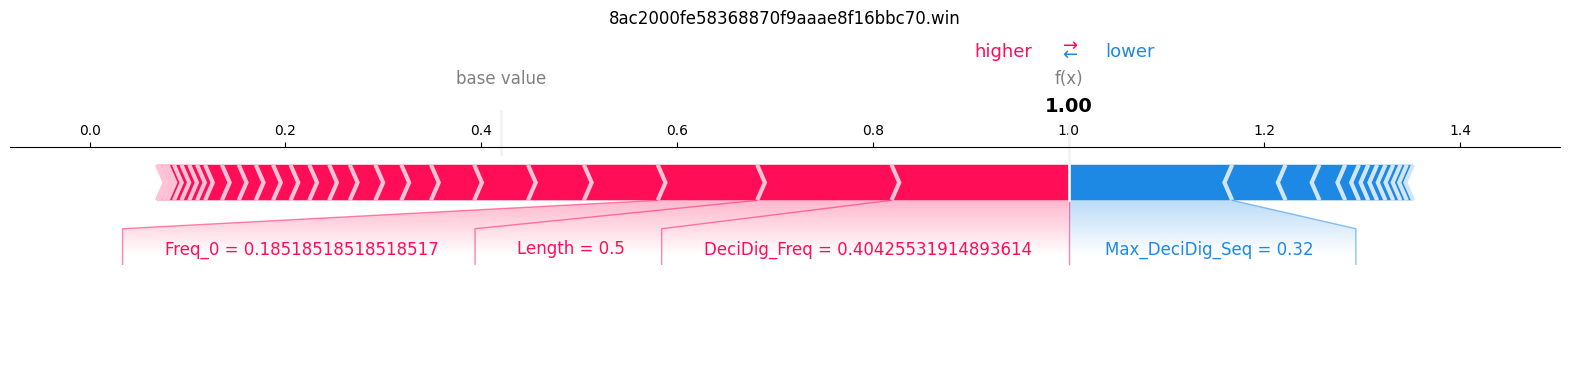 8ac2000fe58368870f9aaae8f16bbc70.win
higher → ← lower
base value f(x)
1.00
0.0 0.2 0.4 0.6 0.8 1.0 1.2 1.4
Freq_0 = 0.18518518518518517 Length = 0.5 DeciDig_Freq = 0.40425531914893614 Max_DeciDig_Seq = 0.32